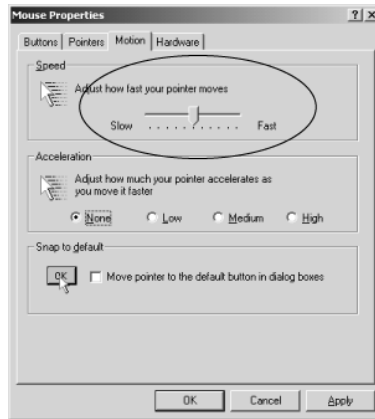 Mouse Properties
Buttons Pointers Motion Hardware
Speed
Adjust how fast your pointer moves
Slow Fast
Acceleration
Adjust how much your pointer accelerates as
you move it faster
None Low Medium High
Snap to default
OK Move pointer to the default button in dialog boxes
OK Cancel Apply